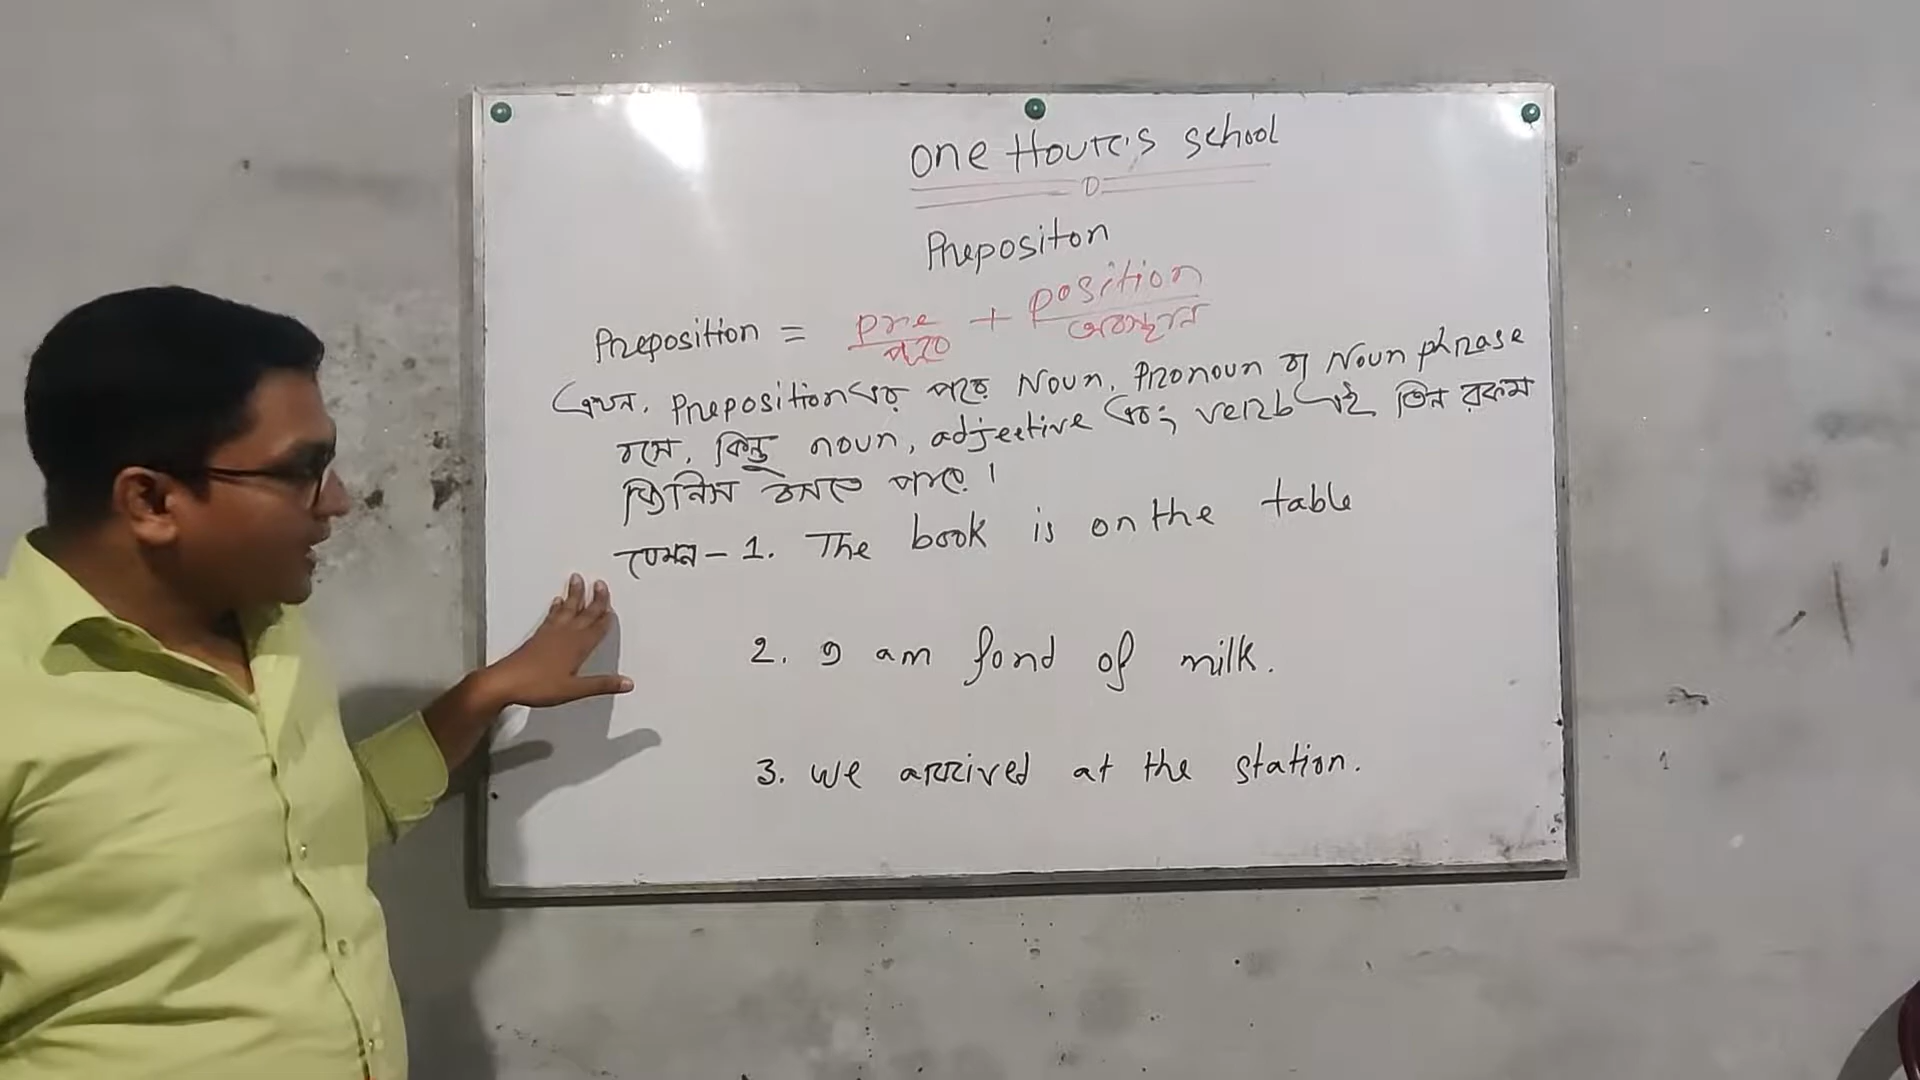 One Hour's school
Prepositon
Preposition = pre + position
পূর্বে অবস্থান
এখন, Preposition এর পরে Noun, Pronoun বা Noun phrase
বসে, কিন্তু noun, adjective এবং verb এই তিন রকম
জিনিস বসতে পারে।
যেমন - 1. The book is on the table
2. I am fond of milk.
3. we arrived at the station.